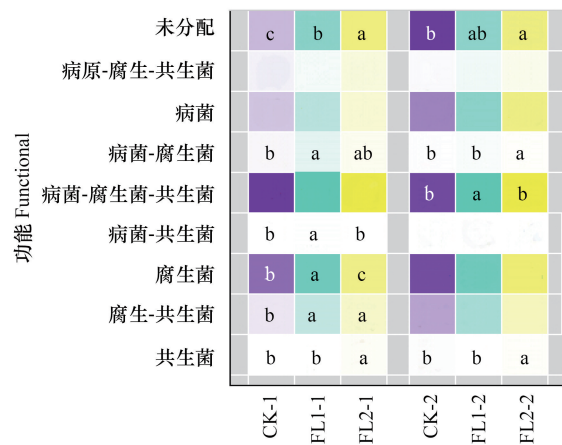 功能 Functional
未分配 c b a b ab a
病原-腐生-共生菌
病菌
病菌-腐生菌 b a ab b b a
病菌-腐生菌-共生菌 b a b
病菌-共生菌 b a b
腐生菌 b a c
腐生-共生菌 b a a
共生菌 b b a b b a
CK-1 FL1-1 FL2-1 CK-2 FL1-2 FL2-2